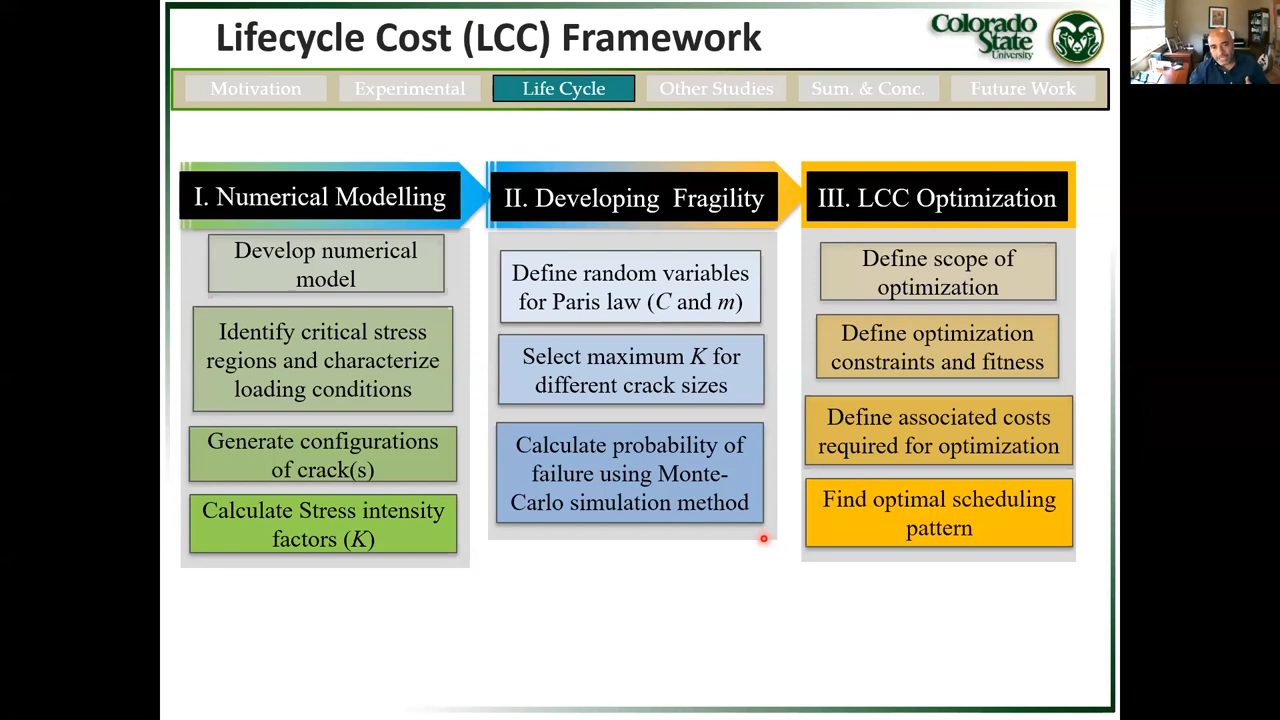 Lifecycle Cost (LCC) Framework
Colorado
State
University
Motivation
Experimental
Life Cycle
Other Studies
Sum. & Conc.
Future Work
I. Numerical Modelling
Develop numerical
model
Identify critical stress
regions and characterize
loading conditions
Generate configurations
of crack(s)
Calculate Stress intensity
factors (K)
II. Developing Fragility
Define random variables
for Paris law (C and m)
Select maximum K for
different crack sizes
Calculate probability of
failure using Monte-
Carlo simulation method
III. LCC Optimization
Define scope of
optimization
Define optimization
constraints and fitness
Define associated costs
required for optimization
Find optimal scheduling
pattern